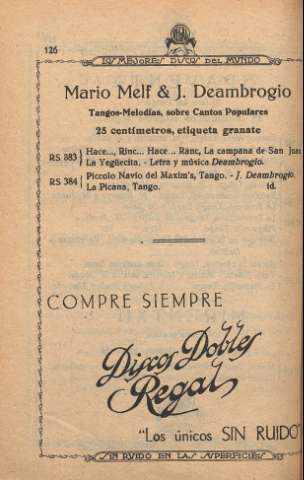 126
LOS MEJORES DISCOS DEL MUNDO
Mario Melf & J. Deambrogio
Tangos-Melodías, sobre Cantos Populares
25 centímetros, etiqueta granate
RS 383 Hace..., Rinc... Hace... Ranc, La campana de San Juan
La Yegüecita. - Letra y música Deambrogio.
RS 384 Piccolo Navio del Maxim's, Tango. - J. Deambrogio
La Picana, Tango. íd.
COMPRE SIEMPRE
Discos Dobles
Regal
"Los únicos SIN RUIDO"
SIN RUIDO EN LAS SUPERFICIES